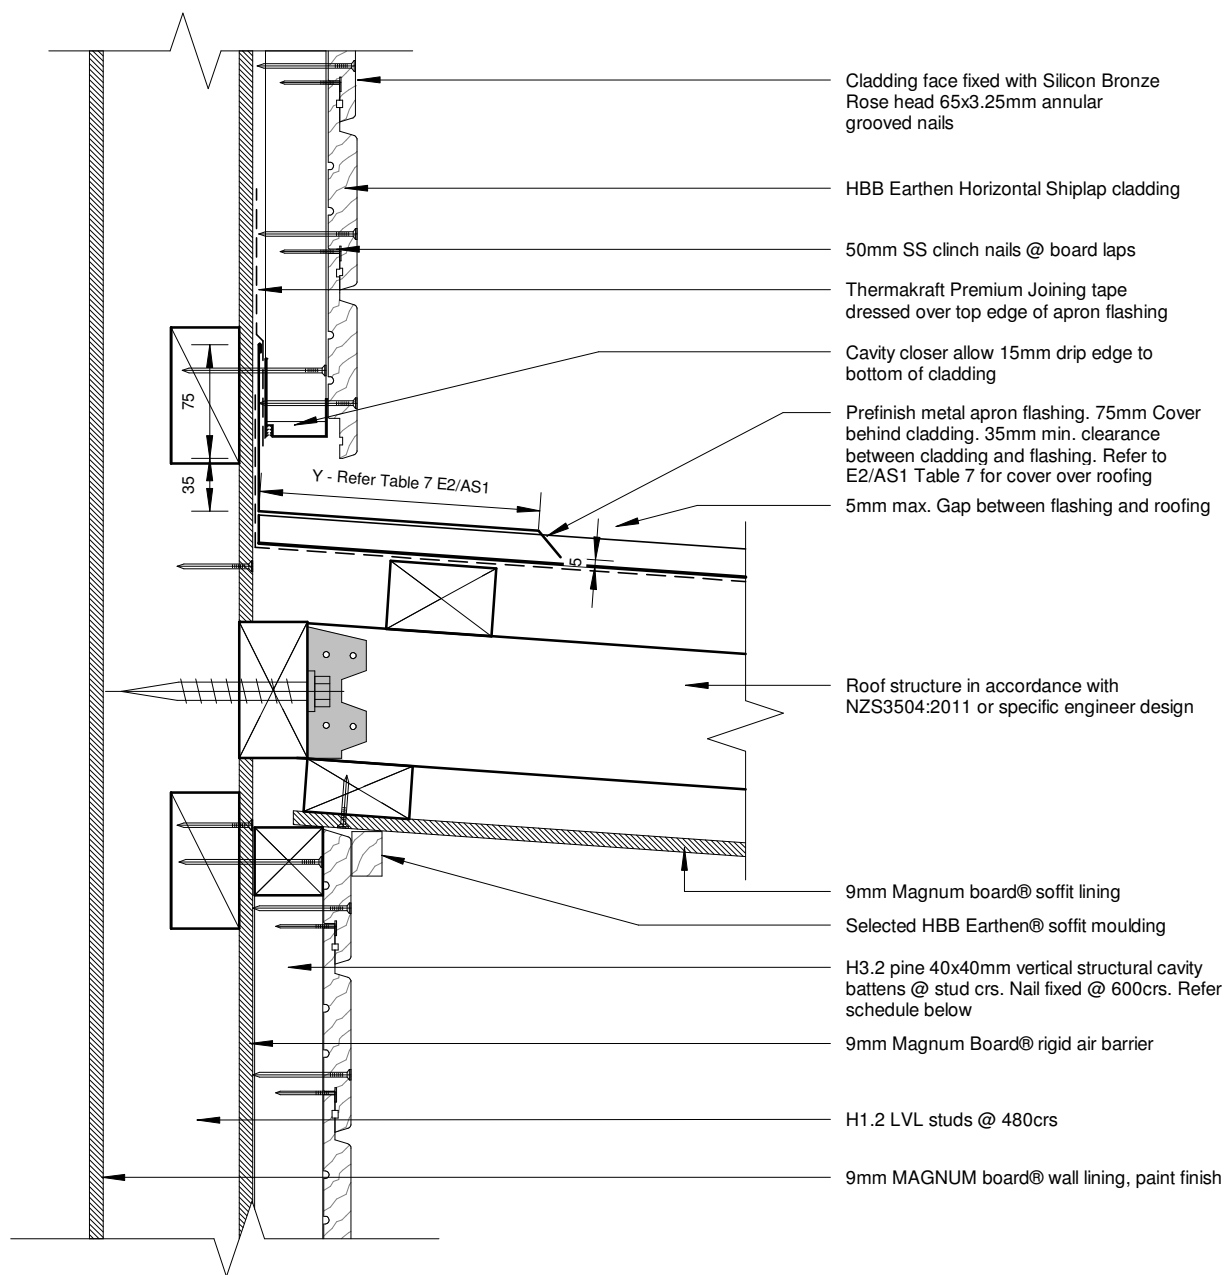 Cladding face fixed with Silicon Bronze
Rose head 65x3.25mm annular
grooved nails
HBB Earthen Horizontal Shiplap cladding
50mm SS clinch nails @ board laps
Thermakraft Premium Joining tape
dressed over top edge of apron flashing
Cavity closer allow 15mm drip edge to
bottom of cladding
75
Prefinish metal apron flashing. 75mm Cover
behind cladding. 35mm min. clearance
between cladding and flashing. Refer to
E2/AS1 Table 7 for cover over roofing
35
Y - Refer Table 7 E2/AS1
5mm max. Gap between flashing and roofing
5
Roof structure in accordance with
NZS3504:2011 or specific engineer design
9mm Magnum board® soffit lining
Selected HBB Earthen® soffit moulding
H3.2 pine 40x40mm vertical structural cavity
battens @ stud crs. Nail fixed @ 600crs. Refer
schedule below
9mm Magnum Board® rigid air barrier
H1.2 LVL studs @ 480crs
9mm MAGNUM board® wall lining, paint finish